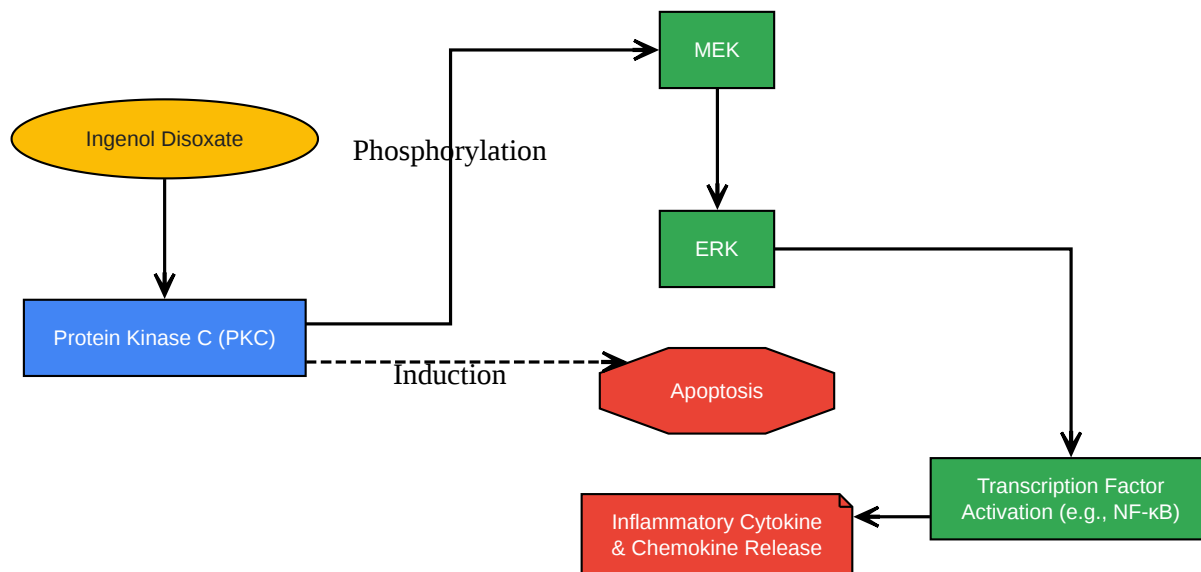 MEK
Ingenol Disoxate
Phosphorylation
ERK
Protein Kinase C (PKC)
Induction
Apoptosis
Transcription Factor
Activation (e.g., NF-κB)
Inflammatory Cytokine
& Chemokine Release